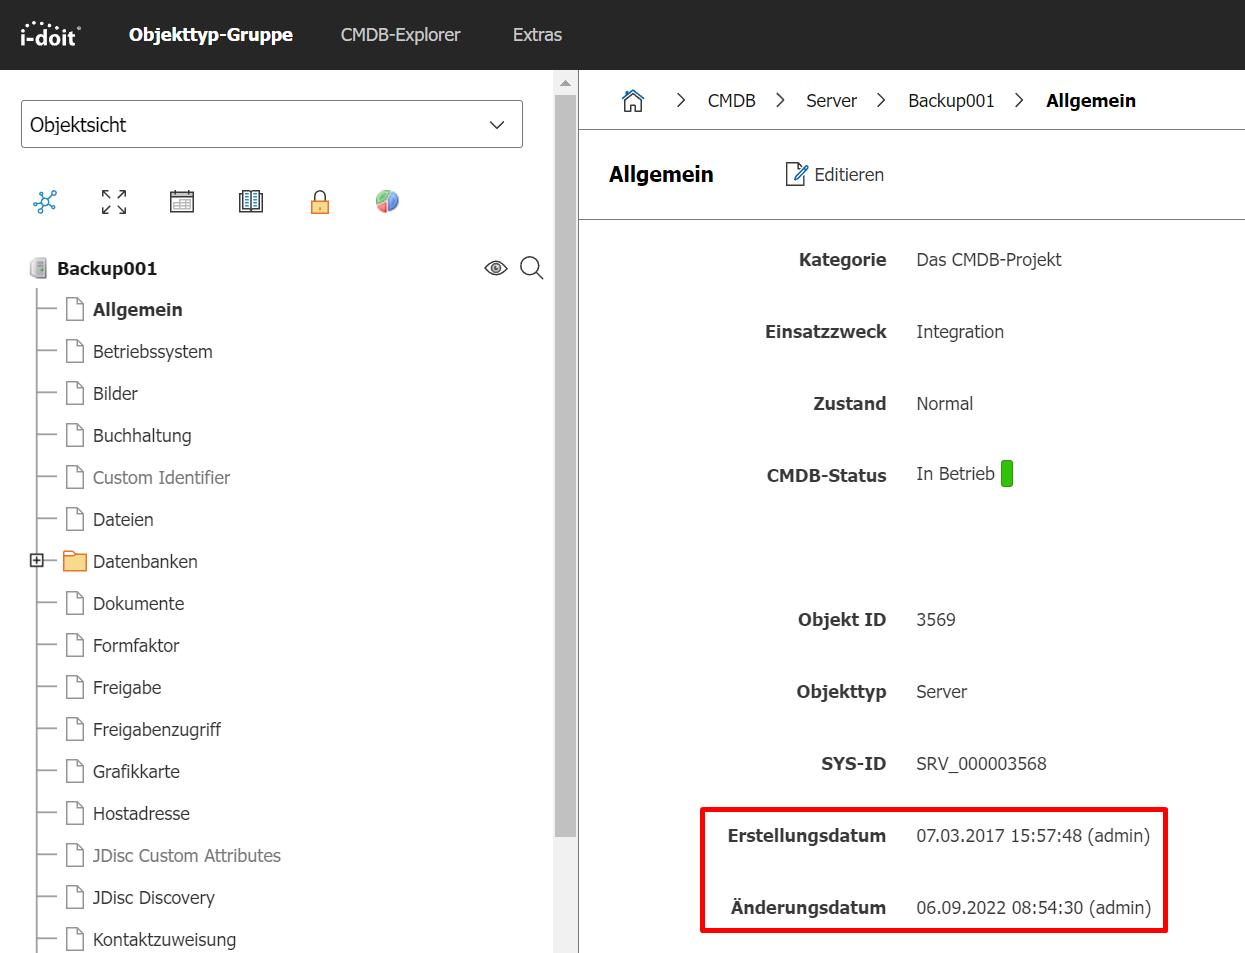 i-doit Objekttyp-Gruppe CMDB-Explorer Extras
Objektsicht
Backup001
Allgemein
Betriebssystem
Bilder
Buchhaltung
Custom Identifier
Dateien
Datenbanken
Dokumente
Formfaktor
Freigabe
Freigabenzugriff
Grafikkarte
Hostadresse
JDisc Custom Attributes
JDisc Discovery
Kontaktzuweisung
CMDB Server Backup001 Allgemein
Allgemein Editieren
Kategorie Das CMDB-Projekt
Einsatzzweck Integration
Zustand Normal
CMDB-Status In Betrieb
Objekt ID 3569
Objekttyp Server
SYS-ID SRV_000003568
Erstellungsdatum 07.03.2017 15:57:48 (admin)
Änderungsdatum 06.09.2022 08:54:30 (admin)